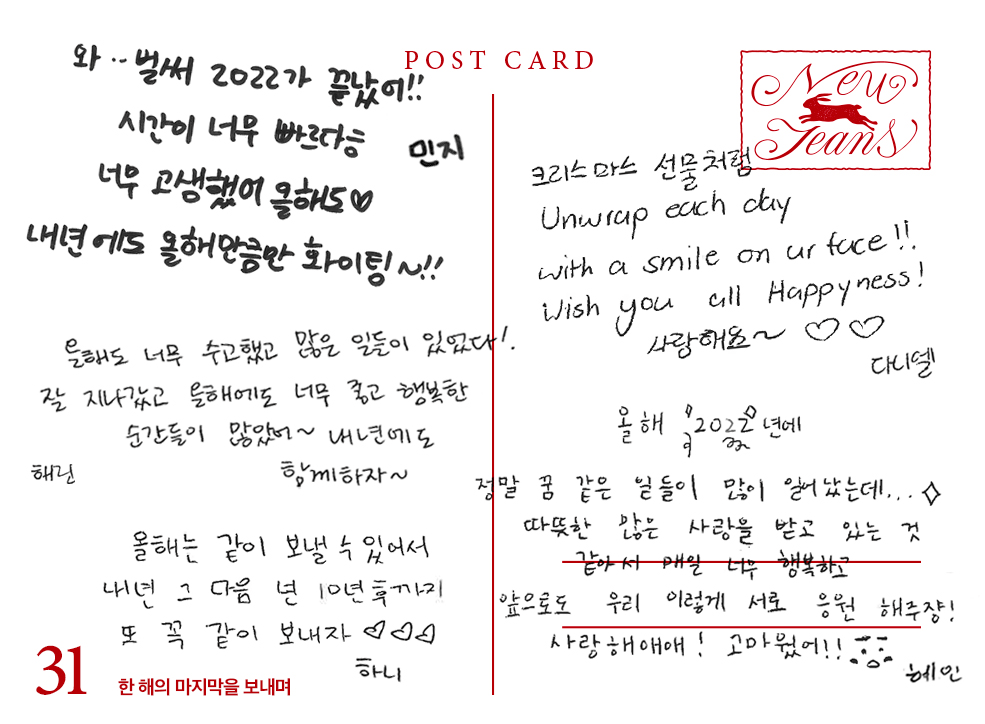 POST CARD
New
Jeans
와.. 벌써 2022가 끝났어!!
시간이 너무 빠르다능
민지
너무 고생했어 올해도♡
내년에도 올해만큼만 화이팅~!!
올해도 너무 수고했고 많은 일들이 있었다!.
잘 지나갔고 올해에도 너무 좋고 행복한
순간들이 많았어~ 내년에도
함께하자~
해린
올해는 같이 보낼 수 있어서
내년 그 다음 년 10년 후까지
또 꼭 같이 보내자 ♡♡♡
하니
31
한 해의 마지막을 보내며
크리스마스 선물처럼
Unwrap each day
with a smile on ur face!!
Wish you all Happyness!
사랑해요~ ♡♡
다니엘
올해 2022년에
정말 꿈 같은 일들이 많이 일어났는데...
따뜻한 많은 사랑을 받고 있는 것
같아서 매일 너무 행복하고
앞으로도 우리 이렇게 서로 응원 해주쟝!
사랑해애애! 고마웠어!!
혜인